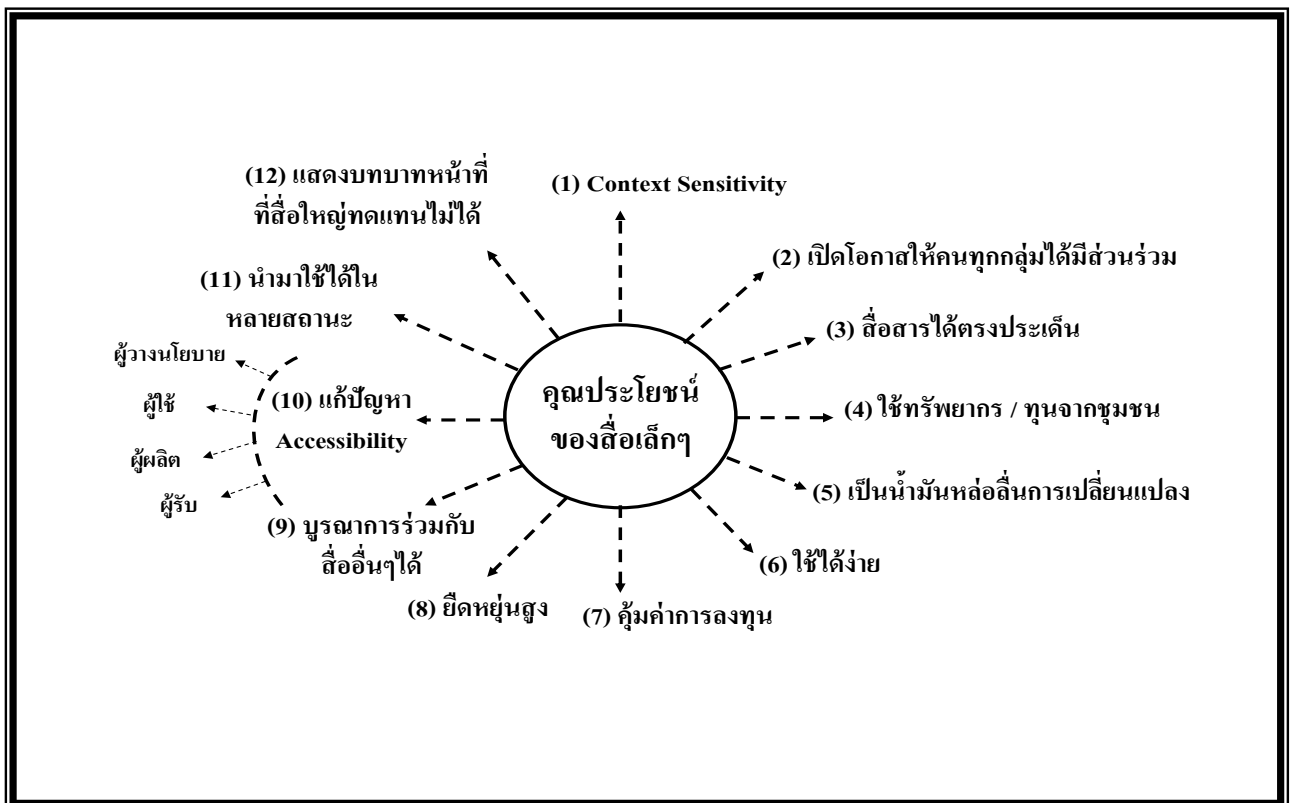 คุณประโยชน์
ของสื่อเล็กๆ
(1) Context Sensitivity
(2) เปิดโอกาสให้คนทุกกลุ่มได้มีส่วนร่วม
(3) สื่อสารได้ตรงประเด็น
(4) ใช้ทรัพยากร / ทุนจากชุมชน
(5) เป็นน้ำมันหล่อลื่นการเปลี่ยนแปลง
(6) ใช้ได้ง่าย
(7) คุ้มค่าการลงทุน
(8) ยืดหยุ่นสูง
(9) บูรณาการร่วมกับ
สื่ออื่นๆได้
(10) แก้ปัญหา
Accessibility
ผู้วางนโยบาย
ผู้ใช้
ผู้ผลิต
ผู้รับ
(11) นำมาใช้ได้ใน
หลายสถานะ
(12) แสดงบทบาทหน้าที่
ที่สื่อใหญ่ทดแทนไม่ได้